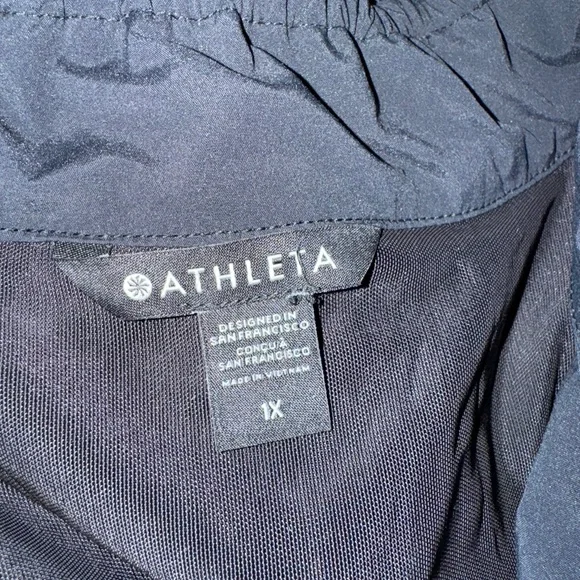 ATHLETA
DESIGNED IN
SAN FRANCISCO
CONÇU À
SAN FRANCISCO
MADE IN VIETNAM
1X